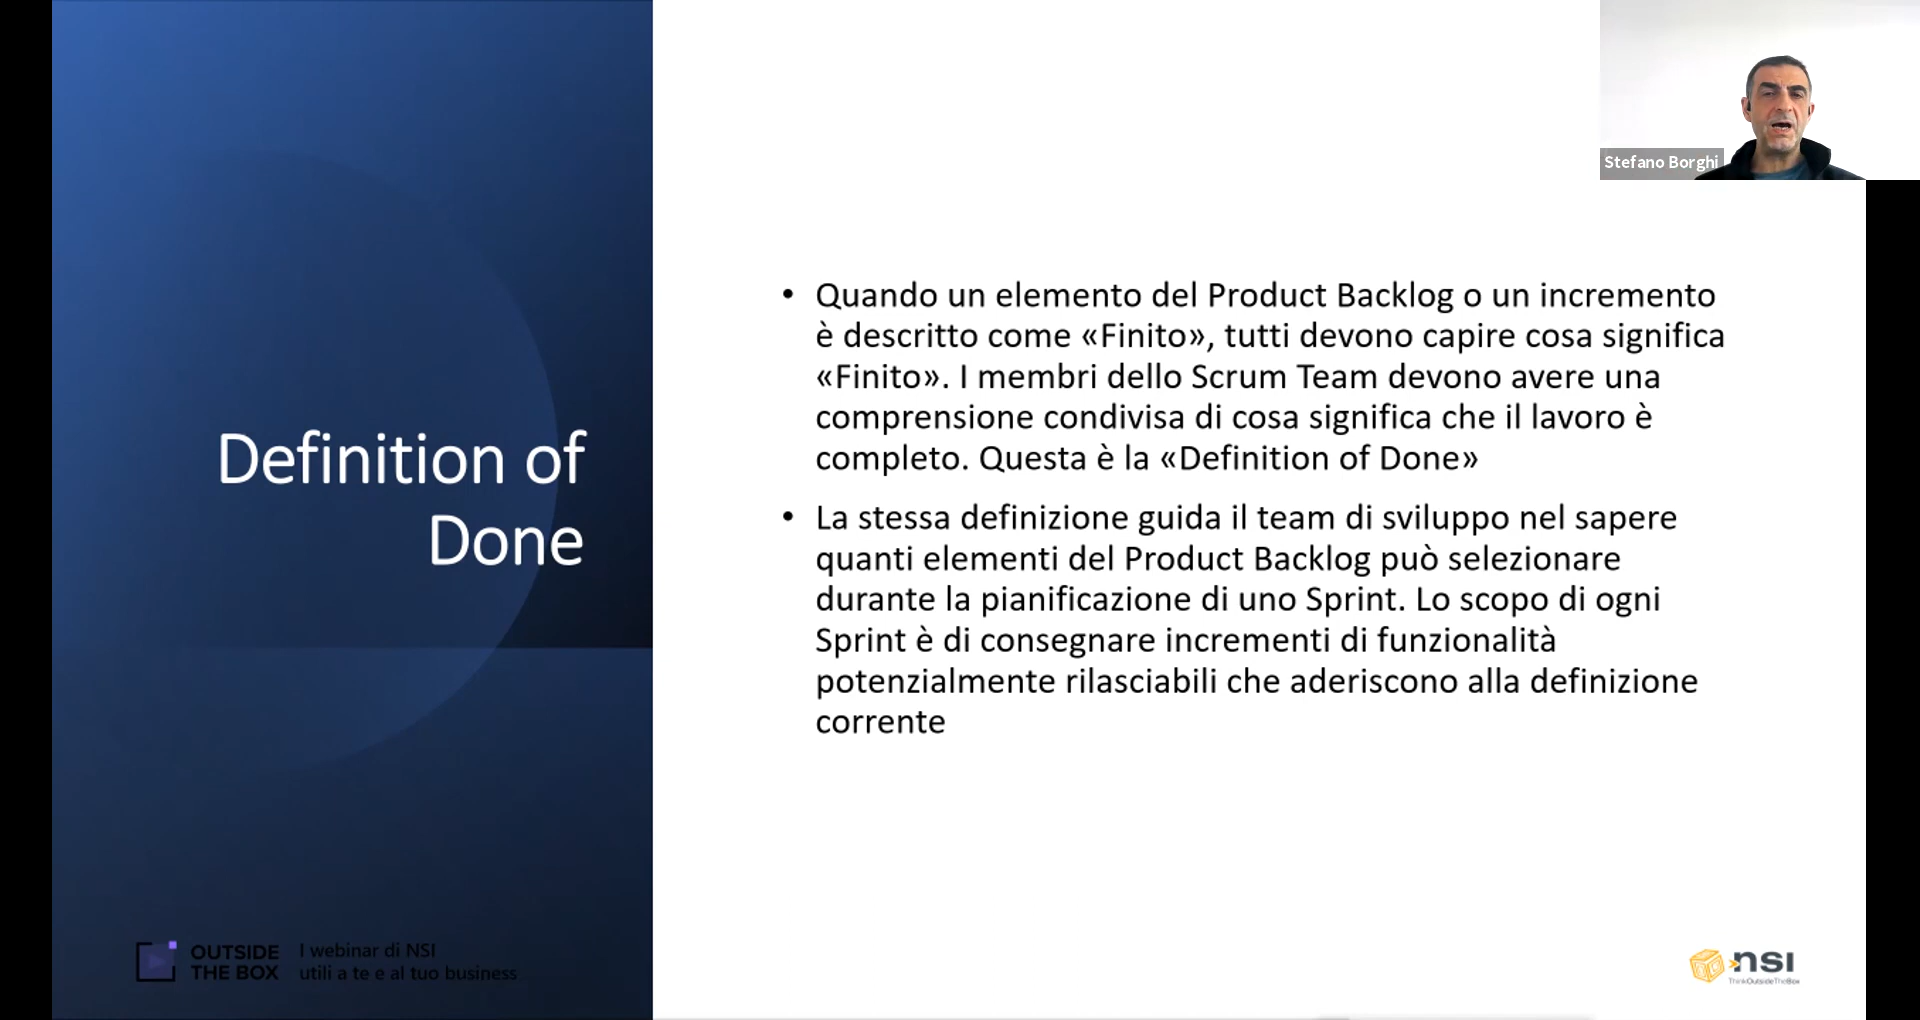 Stefano Borghi
Definition of
Done
• Quando un elemento del Product Backlog o un incremento
è descritto come «Finito», tutti devono capire cosa significa
«Finito». I membri dello Scrum Team devono avere una
comprensione condivisa di cosa significa che il lavoro è
completo. Questa è la «Definition of Done»
• La stessa definizione guida il team di sviluppo nel sapere
quanti elementi del Product Backlog può selezionare
durante la pianificazione di uno Sprint. Lo scopo di ogni
Sprint è di consegnare incrementi di funzionalità
potenzialmente rilasciabili che aderiscono alla definizione
corrente
OUTSIDE
THE BOX
I webinar di NSI
utili a te e al tuo business
nsi
ThinkOutsideTheBox